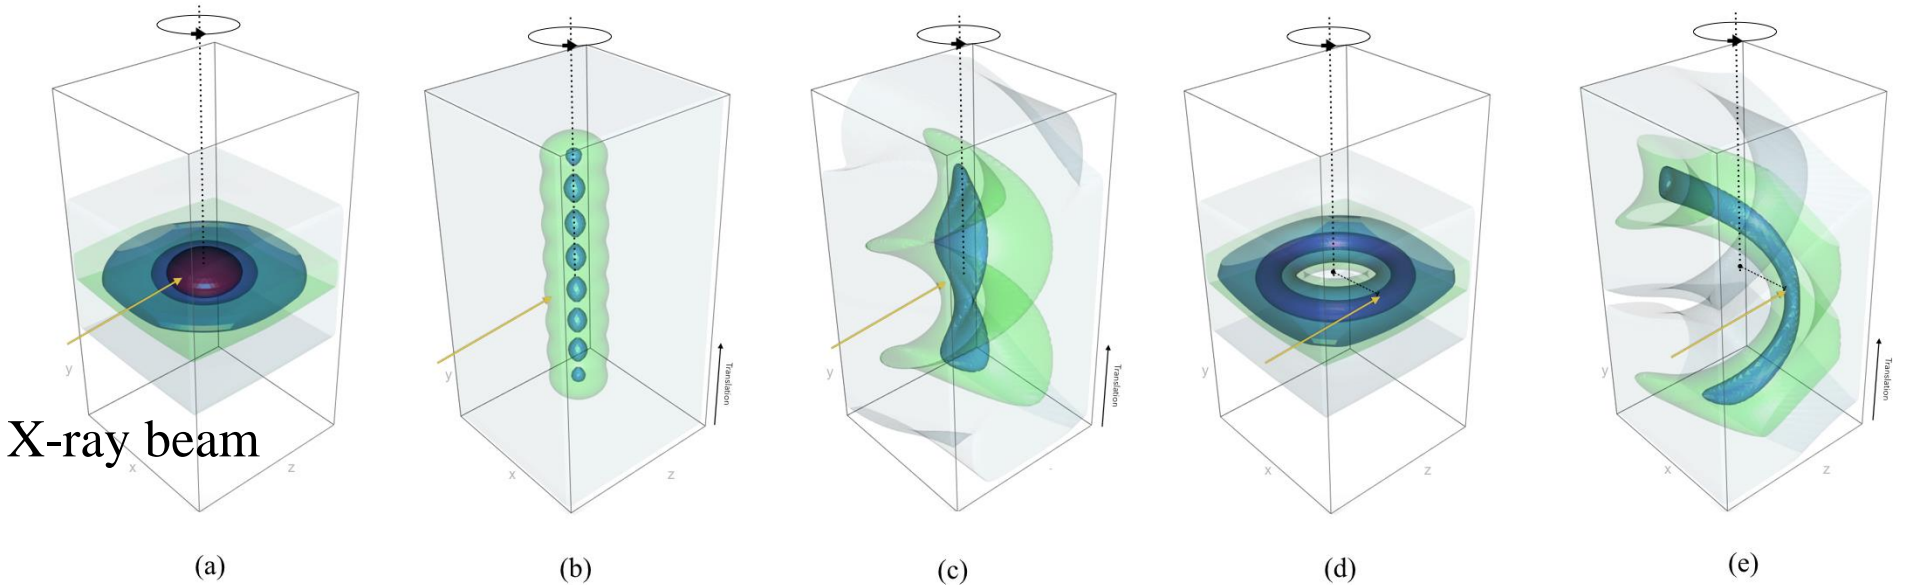 y
X-ray beam
x
z
(a)
y
x
z
Translation
(b)
y
Translation
(c)
y
x
z
(d)
y
x
z
Translation
(e)